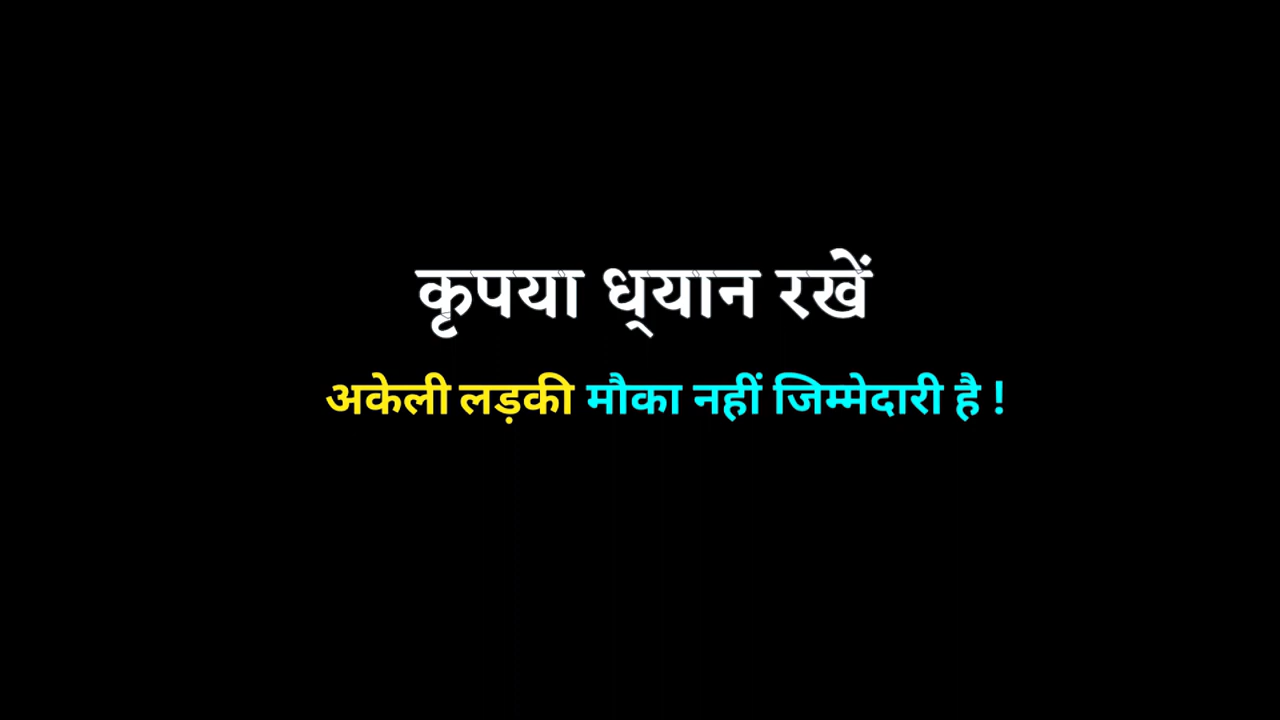 कृपया ध्‌यान रखें
अकेली लड़की मौका नहीं जिम्मेदारी है !